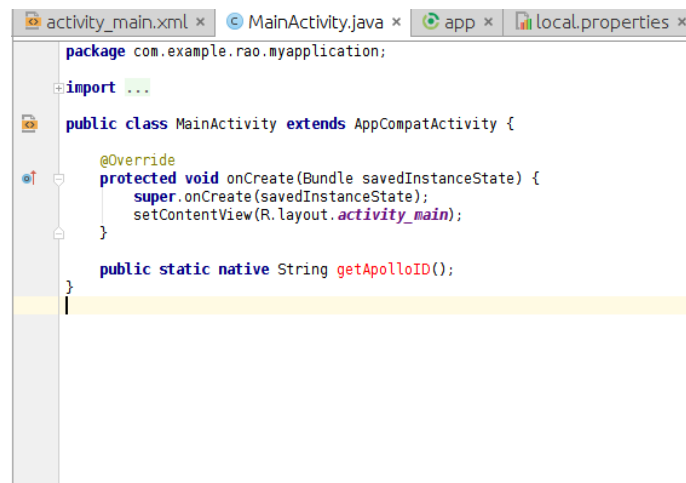 activity_main.xml × MainActivity.java × app × local.properties ×
package com.example.rao.myapplication;
import ...
public class MainActivity extends AppCompatActivity {
@Override
protected void onCreate(Bundle savedInstanceState) {
super.onCreate(savedInstanceState);
setContentView(R.layout.activity_main);
}
public static native String getApolloID();
}